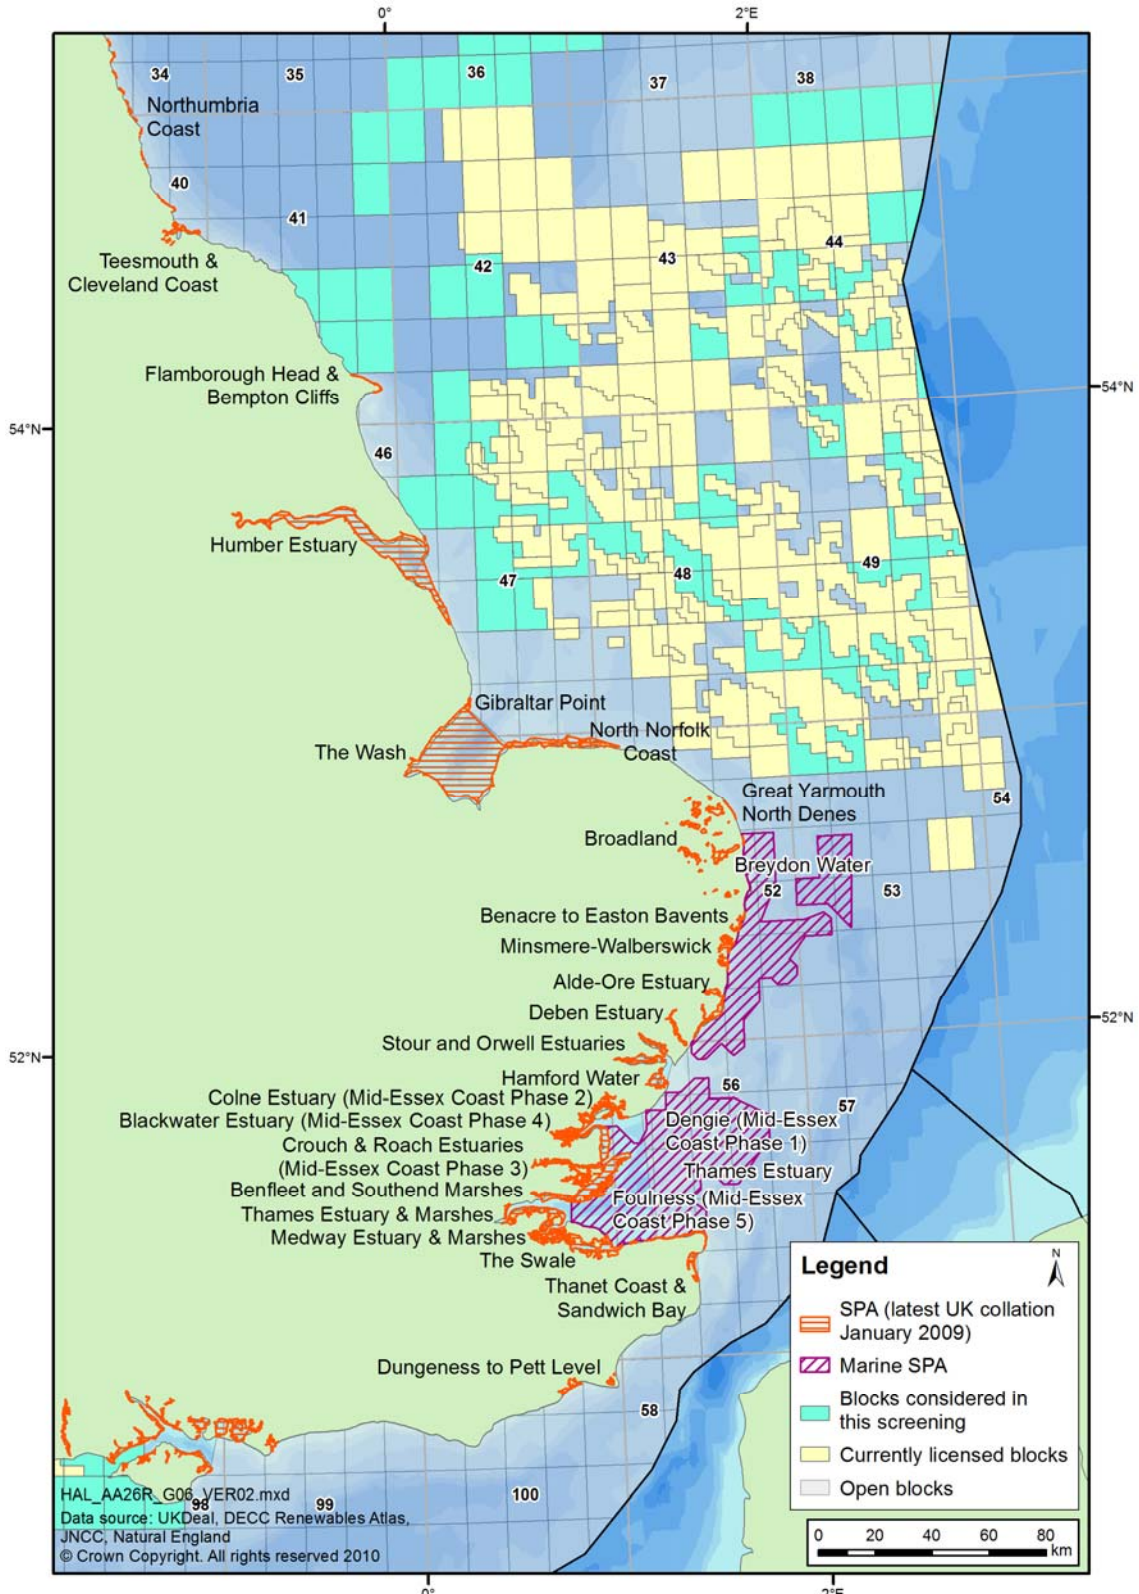 0°
2°E
34
35
36
37
38
Northumbria
Coast
40
41
42
43
44
Teesmouth &
Cleveland Coast
Flamborough Head &
Bempton Cliffs
54°N
54°N
46
Humber Estuary
47
48
49
Gibraltar Point
The Wash
North Norfolk
Coast
Great Yarmouth
North Denes
54
Broadland
Breydon Water
52
53
Benacre to Easton Bavents
Minsmere-Walberswick
Alde-Ore Estuary
Deben Estuary
52°N
Stour and Orwell Estuaries
52°N
Hamford Water
56
57
Colne Estuary (Mid-Essex Coast Phase 2)
Blackwater Estuary (Mid-Essex Coast Phase 4)
Dengie (Mid-Essex
Coast Phase 1)
Crouch & Roach Estuaries
(Mid-Essex Coast Phase 3)
Thames Estuary
Benfleet and Southend Marshes
Foulness (Mid-Essex
Coast Phase 5)
Thames Estuary & Marshes
Medway Estuary & Marshes
The Swale
Thanet Coast &
Sandwich Bay
Dungeness to Pett Level
58
98
99
100
Legend
N
SPA (latest UK collation
January 2009)
Marine SPA
Blocks considered in
this screening
Currently licensed blocks
Open blocks
0 20 40 60 80
km
HAL_AA26R_G06_VER02.mxd
Data source: UKDeal, DECC Renewables Atlas,
JNCC, Natural England
© Crown Copyright. All rights reserved 2010
0°
2°E